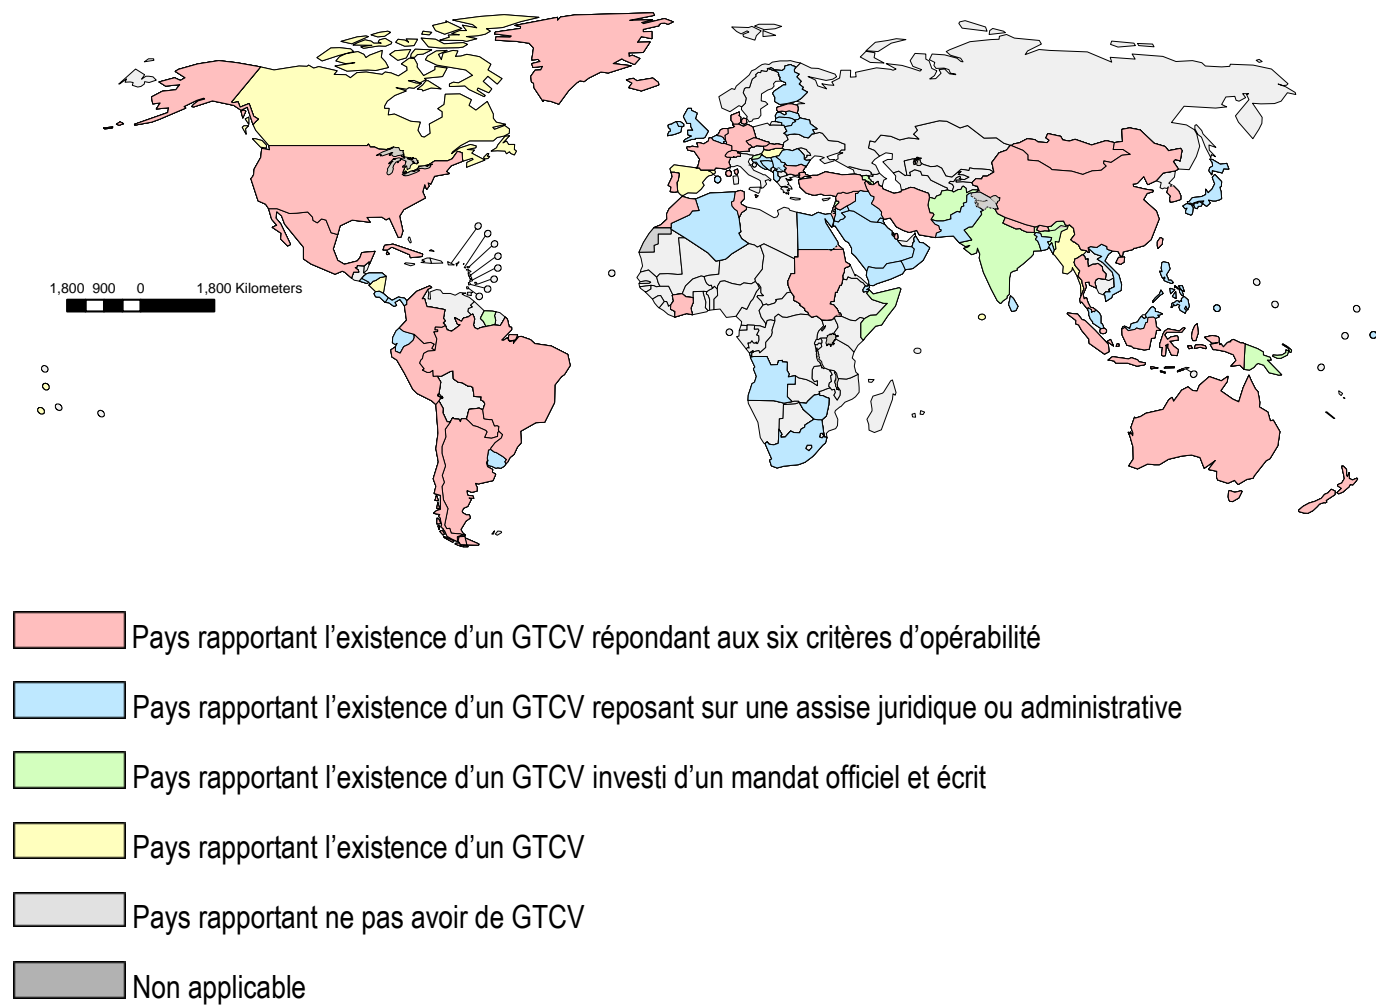 1,800 900 0 1,800 Kilometers
Pays rapportant l’existence d’un GTCV répondant aux six critères d’opérabilité
Pays rapportant l’existence d’un GTCV reposant sur une assise juridique ou administrative
Pays rapportant l’existence d’un GTCV investi d’un mandat officiel et écrit
Pays rapportant l’existence d’un GTCV
Pays rapportant ne pas avoir de GTCV
Non applicable